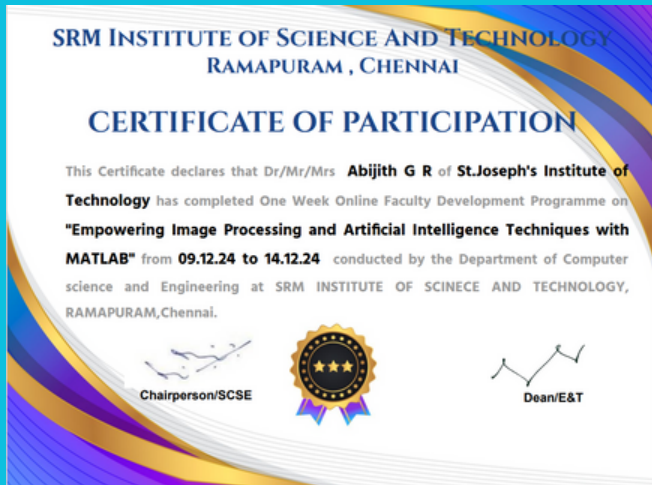 SRM INSTITUTE OF SCIENCE AND TECHNOLOGY
RAMAPURAM , CHENNAI
CERTIFICATE OF PARTICIPATION
This Certificate declares that Dr/Mr/Mrs Abijith G R of St.Joseph's Institute of
Technology has completed One Week Online Faculty Development Programme on
"Empowering Image Processing and Artificial Intelligence Techniques with
MATLAB" from 09.12.24 to 14.12.24 conducted by the Department of Computer
science and Engineering at SRM INSTITUTE OF SCINECE AND TECHNOLOGY,
RAMAPURAM,Chennai.
Chairperson/SCSE
Dean/E&T